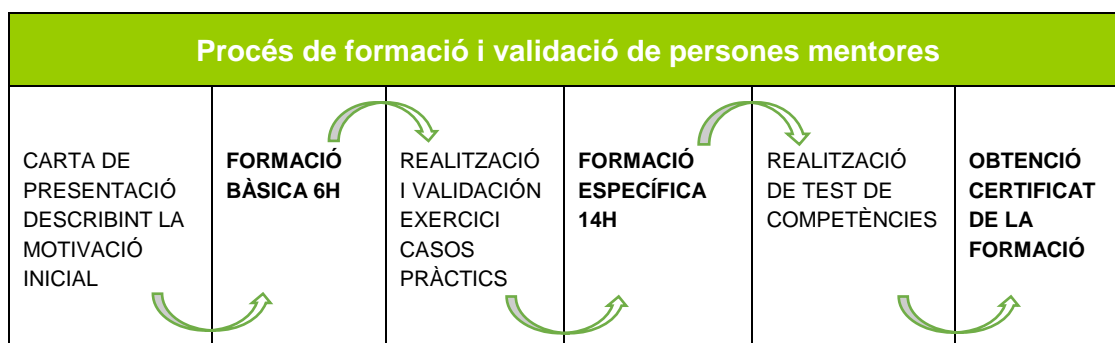 Procés de formació i validació de persones mentores
CARTA DE
PRESENTACIÓ
DESCRIBINT LA
MOTIVACIÓ
INICIAL
FORMACIÓ
BÀSICA 6H
REALITZACIÓ
I VALIDACIÓN
EXERCICI
CASOS
PRÀCTICS
FORMACIÓ
ESPECÍFICA
14H
REALITZACIÓ
DE TEST DE
COMPETÈNCIES
OBTENCIÓ
CERTIFICAT
DE LA
FORMACIÓ